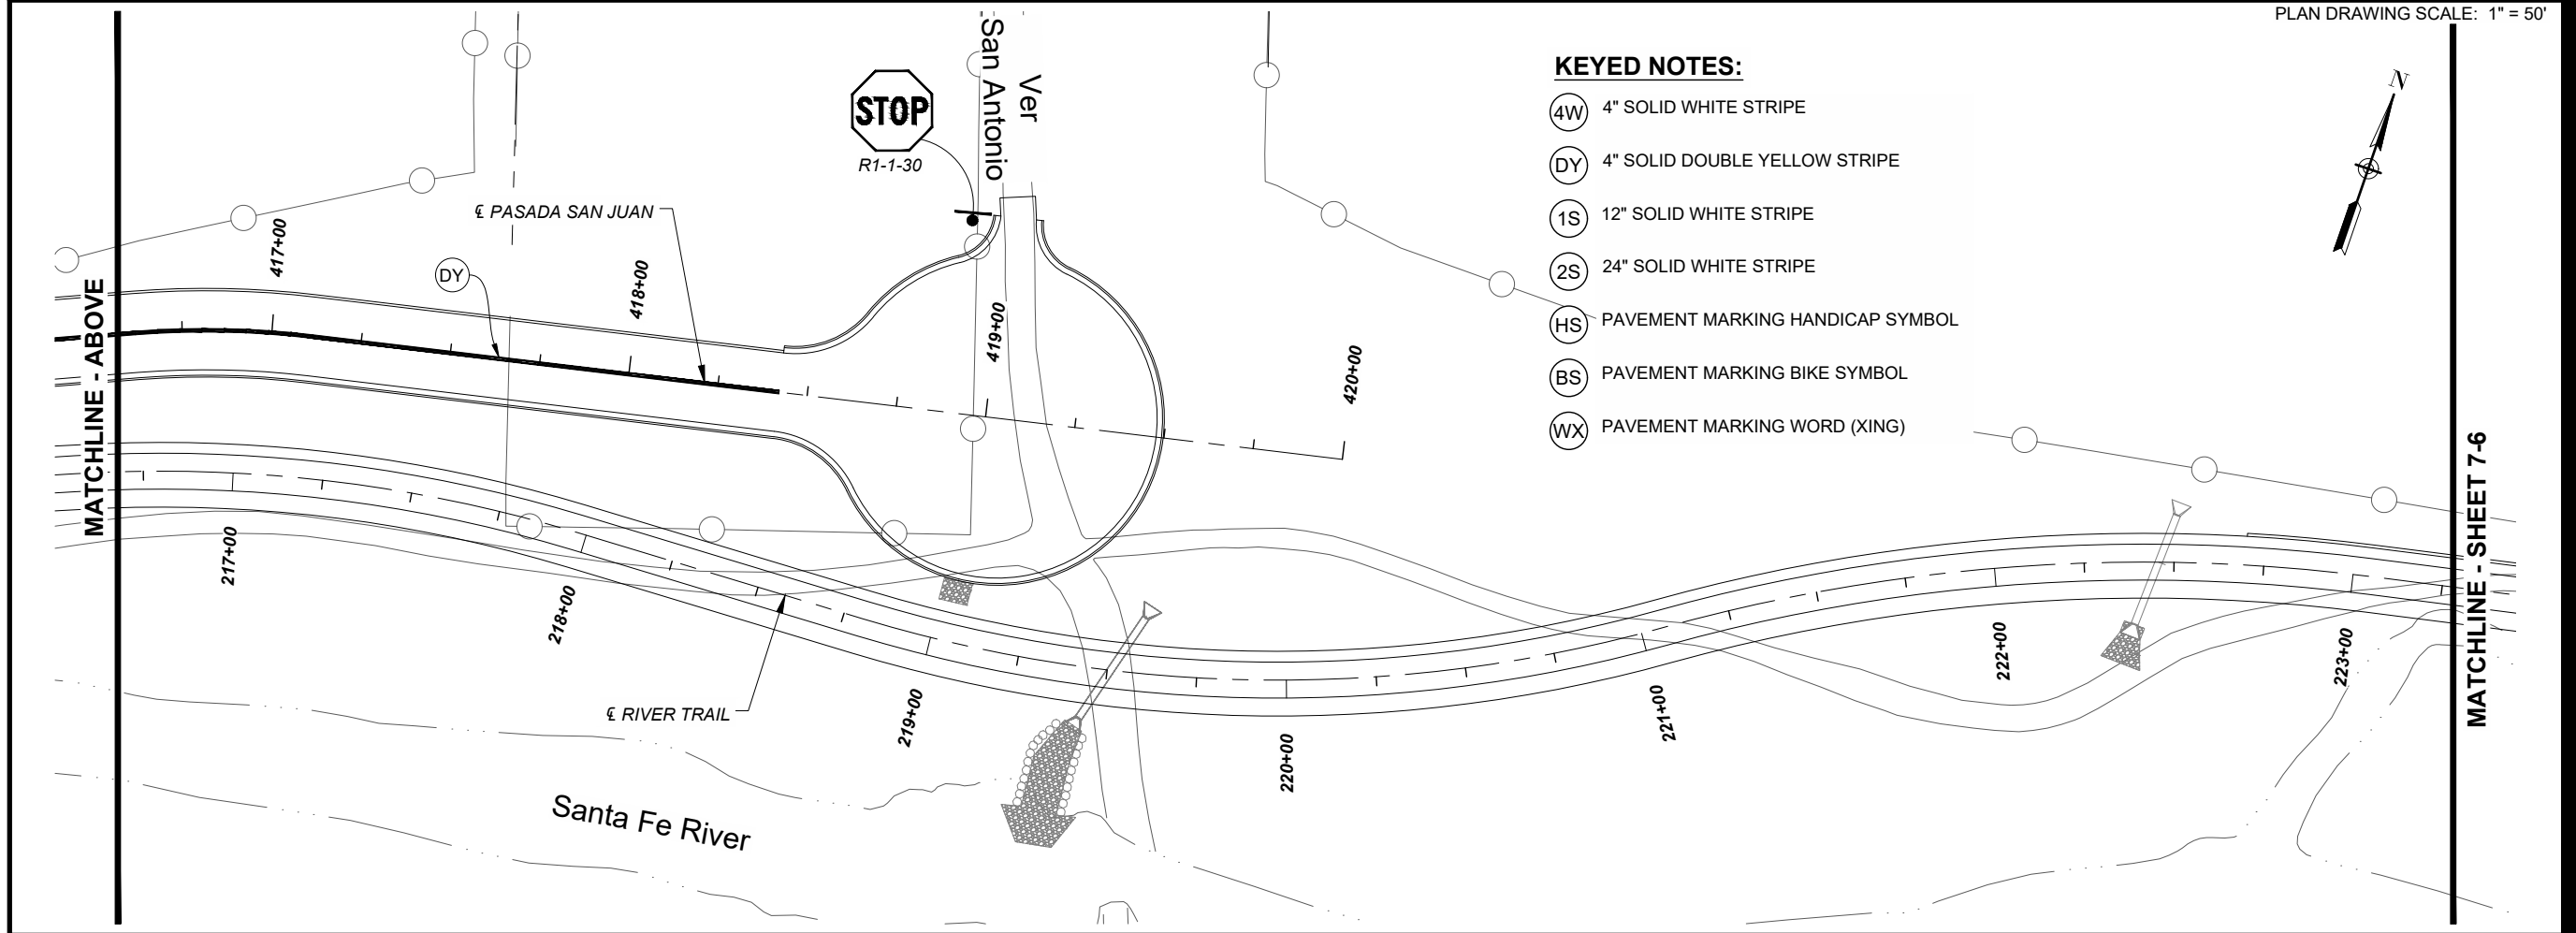 PLAN DRAWING SCALE: 1" = 50'
KEYED NOTES:
4W 4" SOLID WHITE STRIPE
DY 4" SOLID DOUBLE YELLOW STRIPE
1S 12" SOLID WHITE STRIPE
2S 24" SOLID WHITE STRIPE
HS PAVEMENT MARKING HANDICAP SYMBOL
BS PAVEMENT MARKING BIKE SYMBOL
WX PAVEMENT MARKING WORD (XING)
N
STOP
R1-1-30
Ver
San Antonio
℄ PASADA SAN JUAN
DY
417+00
418+00
419+00
420+00
MATCHLINE - ABOVE
MATCHLINE - SHEET 7-6
217+00
218+00
219+00
220+00
221+00
222+00
223+00
℄ RIVER TRAIL
Santa Fe River